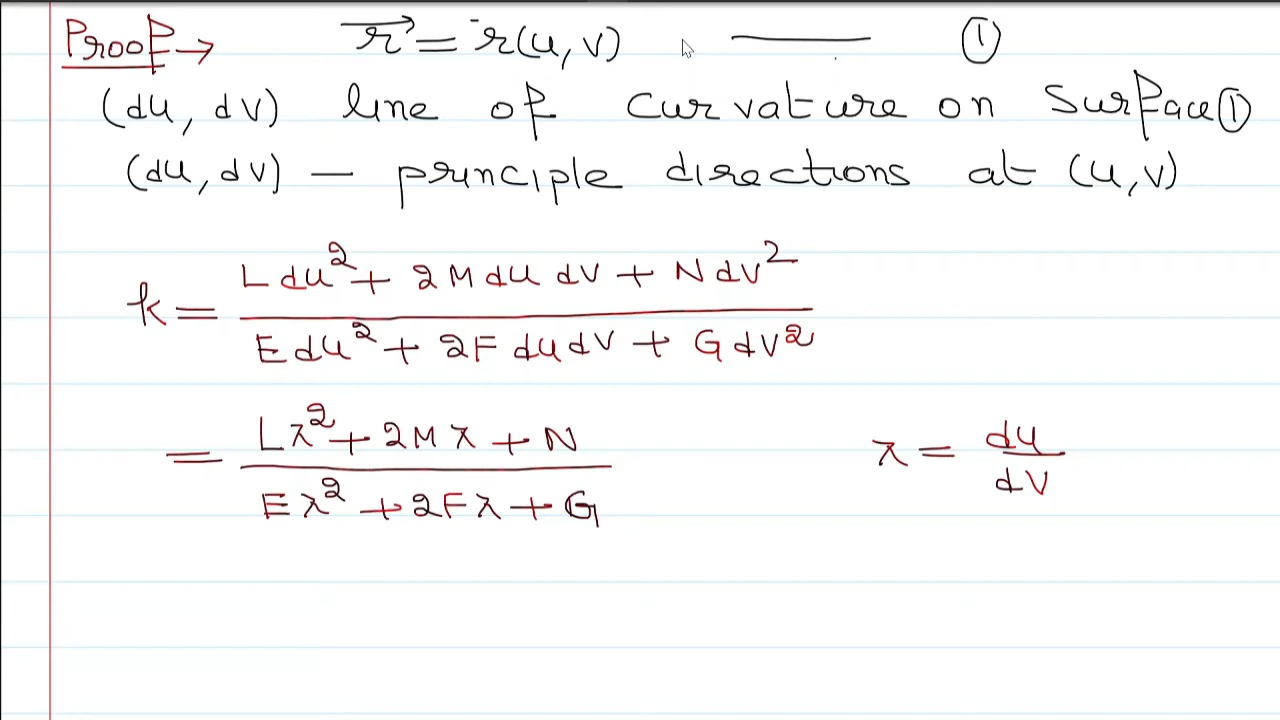 Proof→ r⃗ = r(u, v) —— ①
(du, dv) line of curvature on surface ①
(du, dv) — principle directions at (u, v)
k = (L du² + 2M du dv + N dv²) / (E du² + 2F du dv + G dv²)
= (Lλ² + 2Mλ + N) / (Eλ² + 2Fλ + G)    λ = du/dv